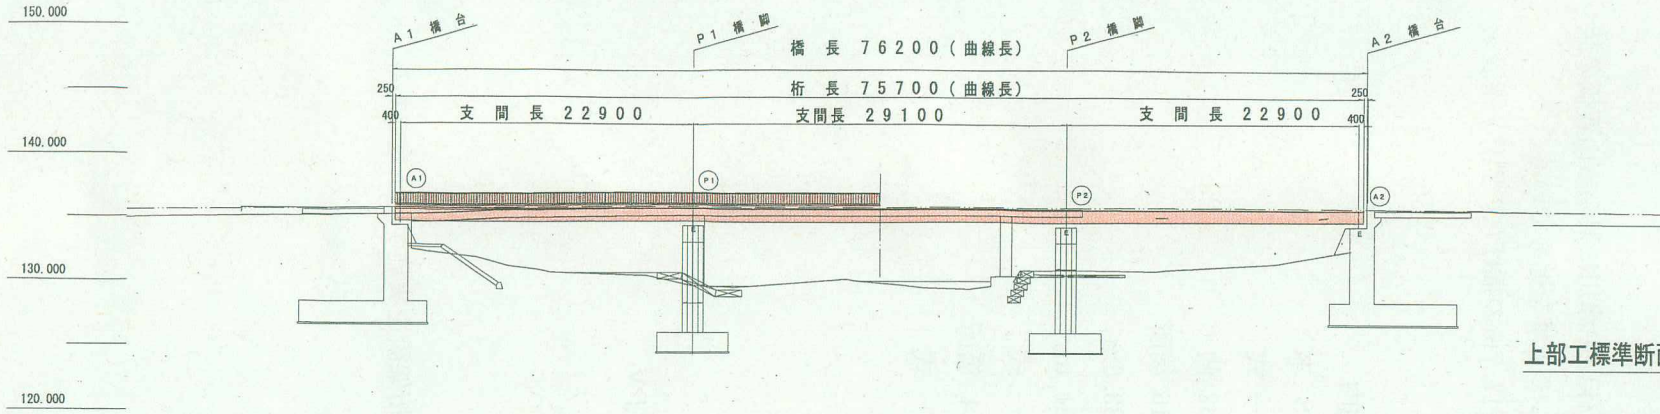 150.000
A1 橋台
P1 橋脚
P2 橋脚
A2 橋台
橋長 76200(曲線長)
250
桁長 75700(曲線長)
250
400
支間長 22900
支間長 29100
支間長 22900
400
140.000
A1
P1
P2
A2
E
E
E
130.000
上部工標準断
120.000